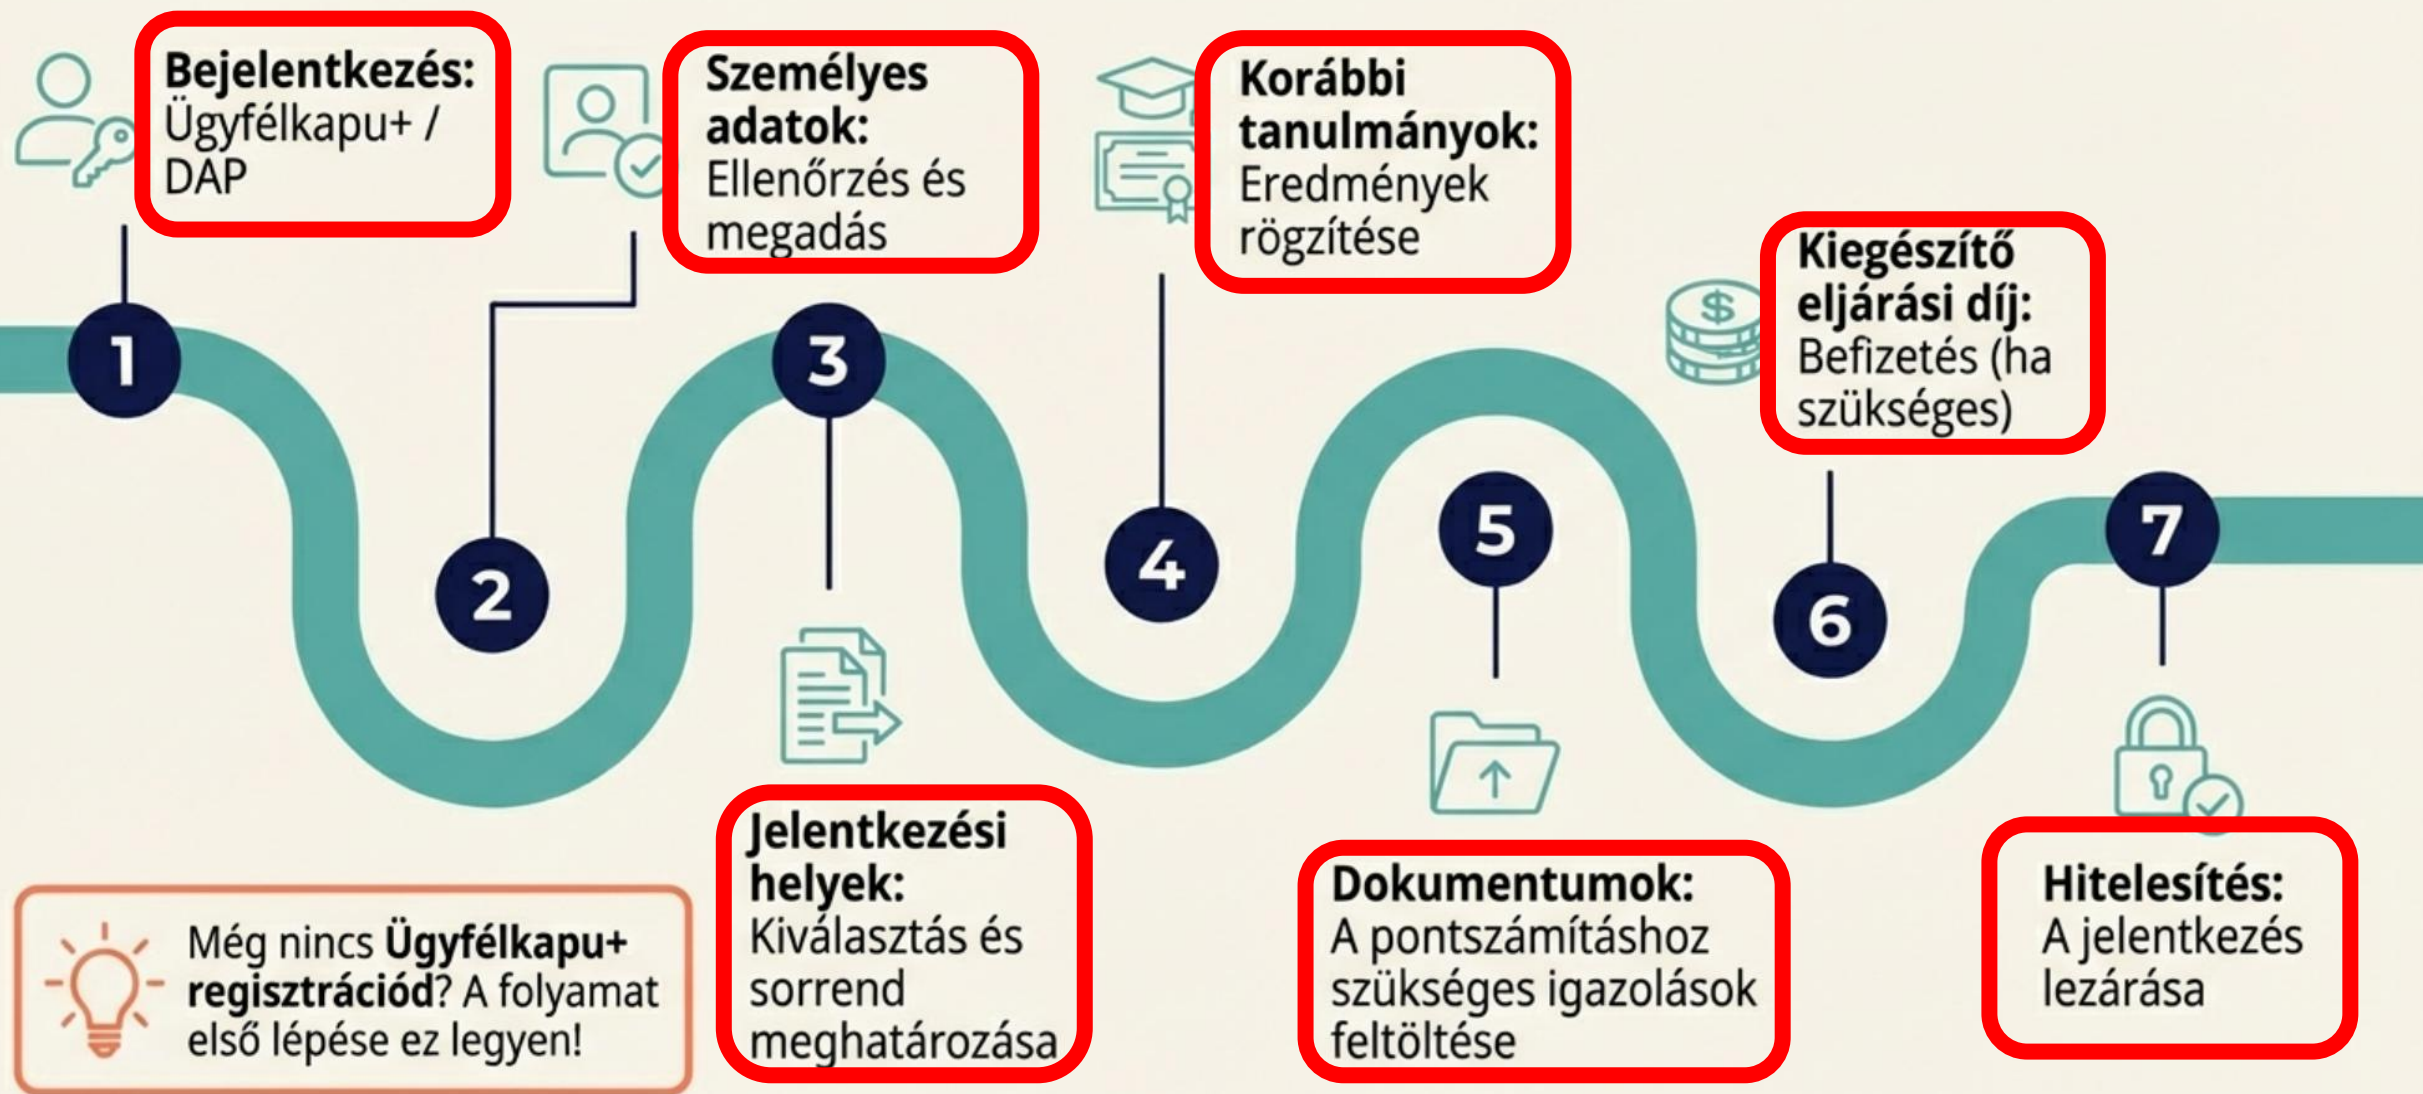 Bejelentkezés:
Ügyfélkapu+ /
DAP
1
Személyes
adatok:
Ellenőrzés és
megadás
2
3
Jelentkezési
helyek:
Kiválasztás és
sorrend
meghatározása
Korábbi
tanulmányok:
Eredmények
rögzítése
4
5
Dokumentumok:
A pontszámításhoz
szükséges igazolások
feltöltése
$
Kiegészítő
eljárási díj:
Befizetés (ha
szükséges)
6
7
Hitelesítés:
A jelentkezés
lezárása
Még nincs Ügyfélkapu+
regisztrációd? A folyamat
első lépése ez legyen!